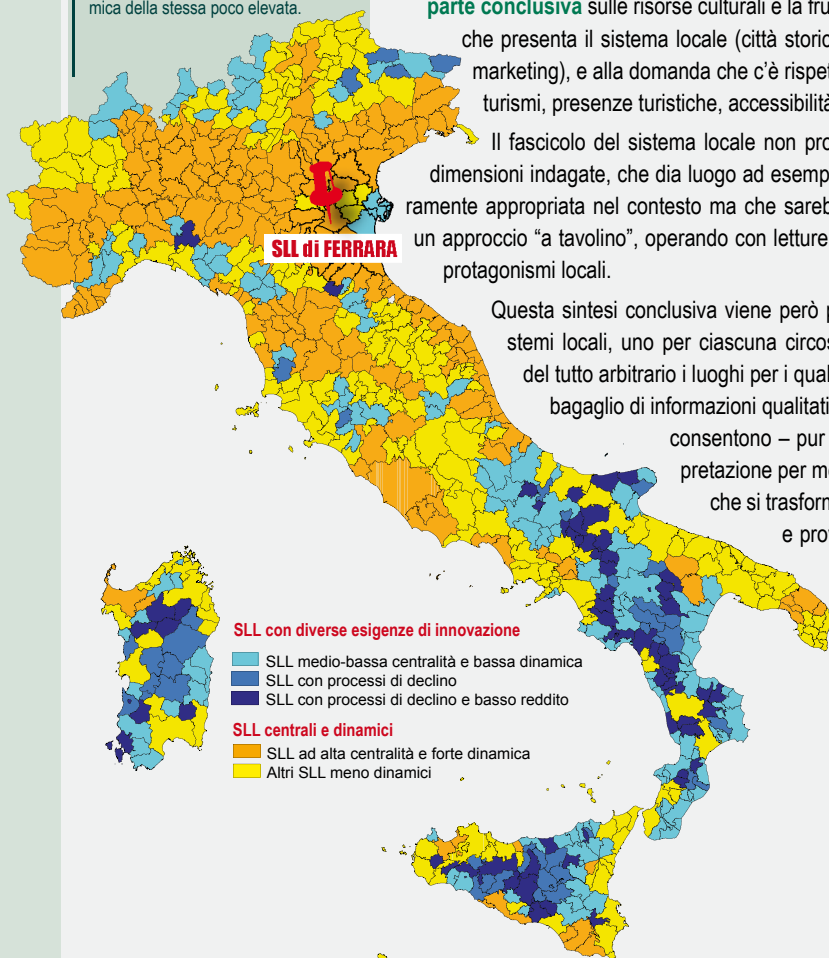 mica della stessa poco elevata.
parte conclusiva sulle risorse culturali e la fru
che presenta il sistema locale (città storic
marketing), e alla domanda che c'è rispet
turismi, presenze turistiche, accessibilità
Il fascicolo del sistema locale non pro
dimensioni indagate, che dia luogo ad esemp
ramente appropriata nel contesto ma che sareb
un approccio “a tavolino”, operando con letture
protagonismi locali.
Questa sintesi conclusiva viene però p
stemi locali, uno per ciascuna circos
del tutto arbitrario i luoghi per i qual
bagaglio di informazioni qualitati
consentono – pur
pretazione per me
che si trasform
e prot
SLL di FERRARA
SLL con diverse esigenze di innovazione
SLL medio-bassa centralità e bassa dinamica
SLL con processi di declino
SLL con processi di declino e basso reddito
SLL centrali e dinamici
SLL ad alta centralità e forte dinamica
Altri SLL meno dinamici